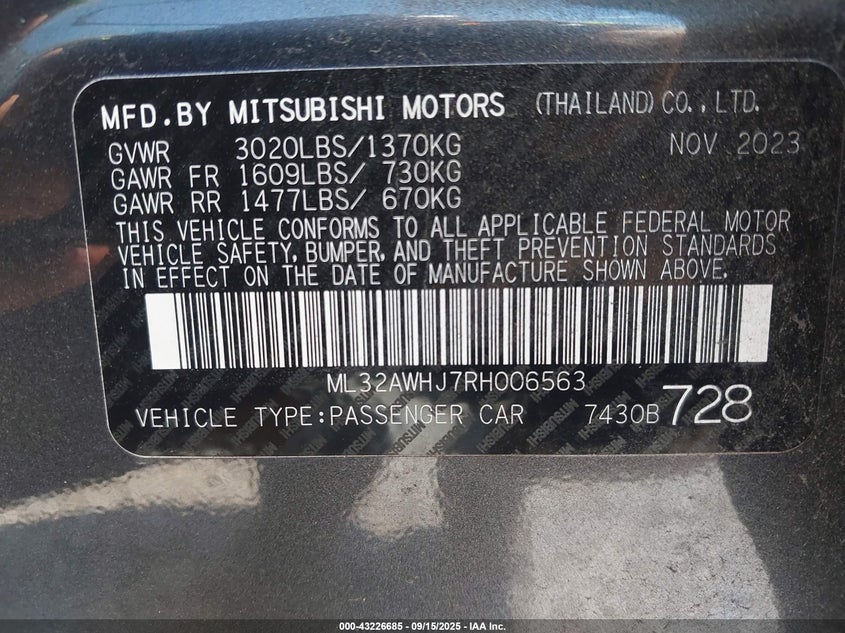 MFD.BY MITSUBISHI MOTORS (THAILAND) CO.,LTD.
GVWR 3020LBS/1370KG NOV 2023
GAWR FR 1609LBS/ 730KG
GAWR RR 1477LBS/ 670KG
THIS VEHICLE CONFORMS TO ALL APPLICABLE FEDERAL MOTOR
VEHICLE SAFETY, BUMPER, AND THEFT PREVENTION STANDARDS
IN EFFECT ON THE DATE OF MANUFACTURE SHOWN ABOVE.
ML32AWHJ7RH006563
VEHICLE TYPE:PASSENGER CAR 7430B 728
000-43226685 - 09/15/2025 - IAA Inc.